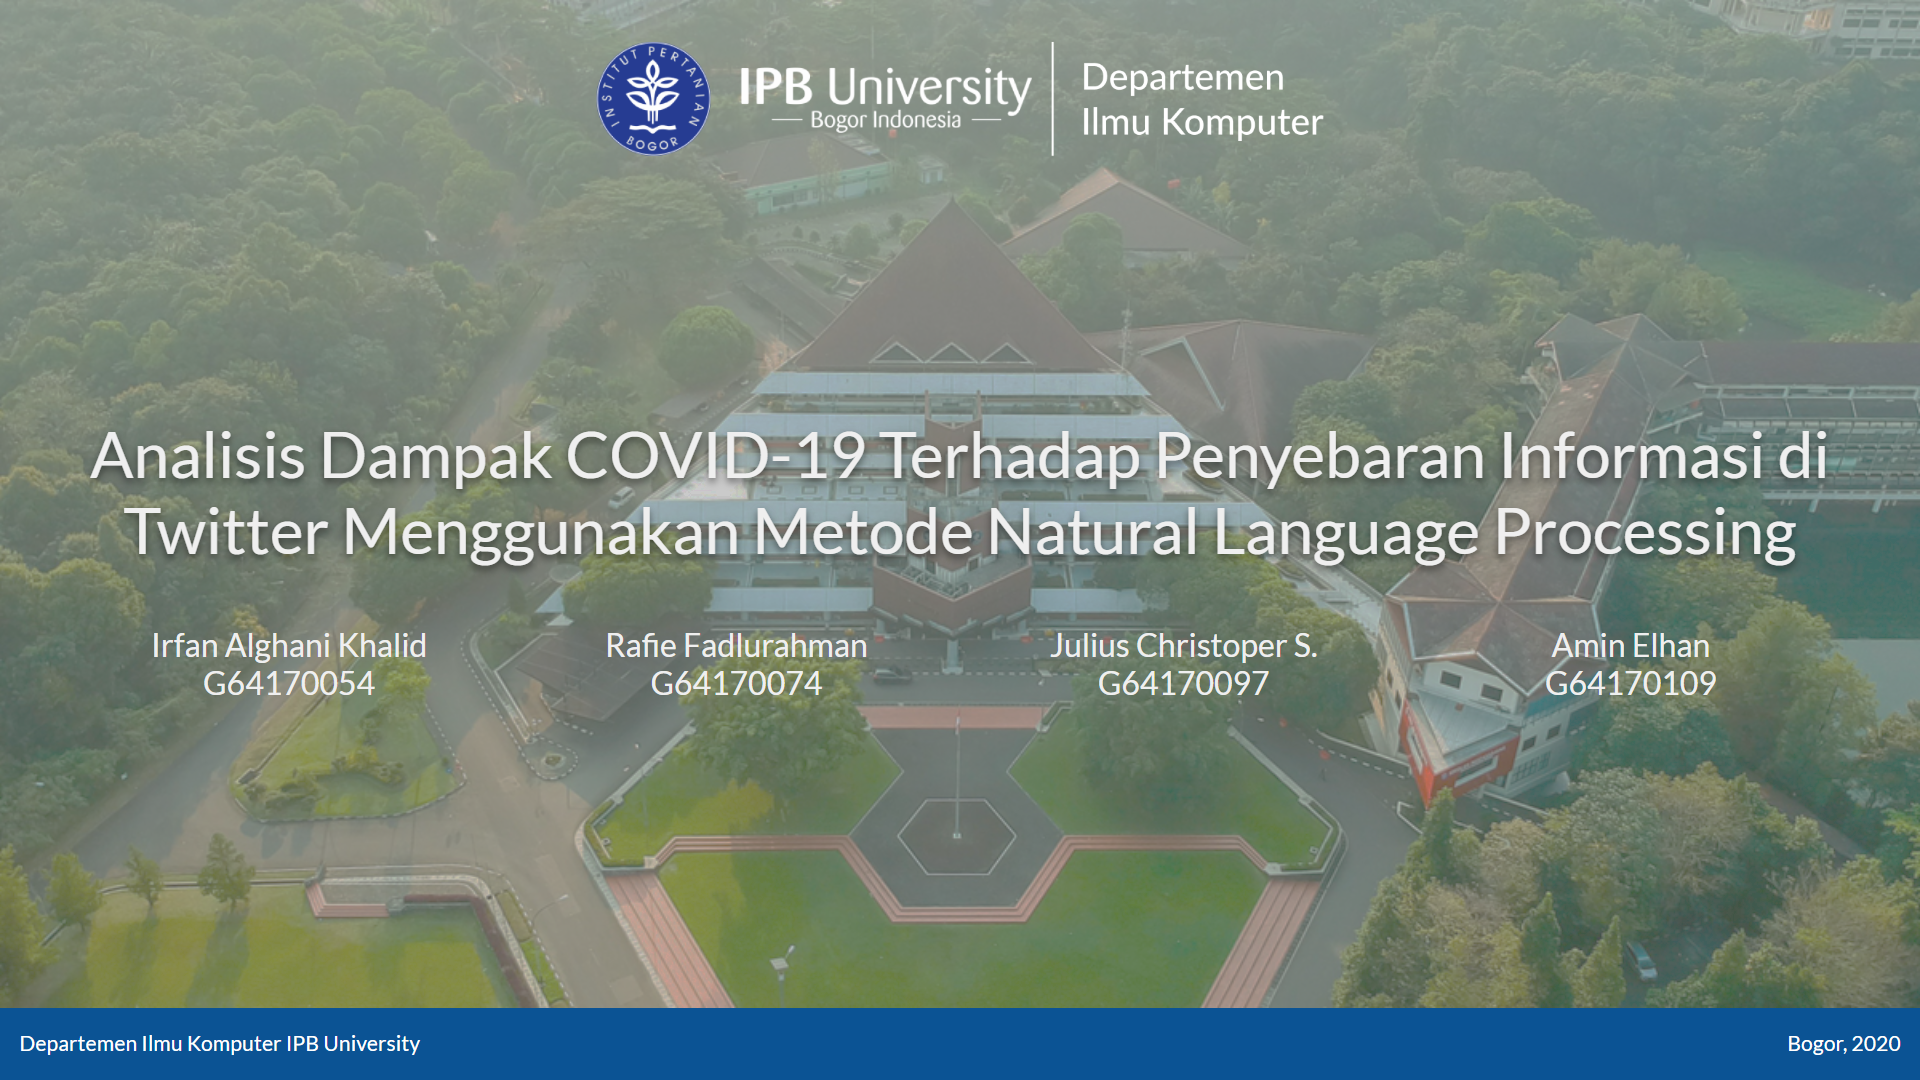 INSTITUT PERTANIAN BOGOR
IPB University
Bogor Indonesia
Departemen
Ilmu Komputer
Analisis Dampak COVID-19 Terhadap Penyebaran Informasi di
Twitter Menggunakan Metode Natural Language Processing
Irfan Alghani Khalid
G64170054
Rafie Fadlurahman
G64170074
Julius Christoper S.
G64170097
Amin Elhan
G64170109
Departemen Ilmu Komputer IPB University
Bogor, 2020